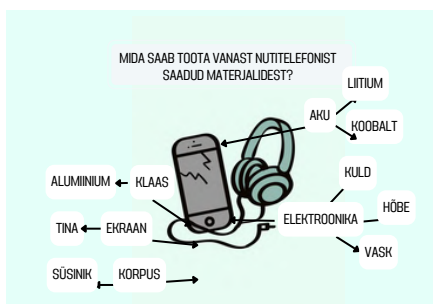 MIDA SAAB TOOTA VANAST NUTITELEFONIST
SAADUD MATERJALIDEST?
LIITIUM
AKU
KOOBALT
KULD
ALUMIINIUM
KLAAS
HÕBE
ELEKTROONIKA
TINA
EKRAAN
VASK
SÜSINIK
KORPUS